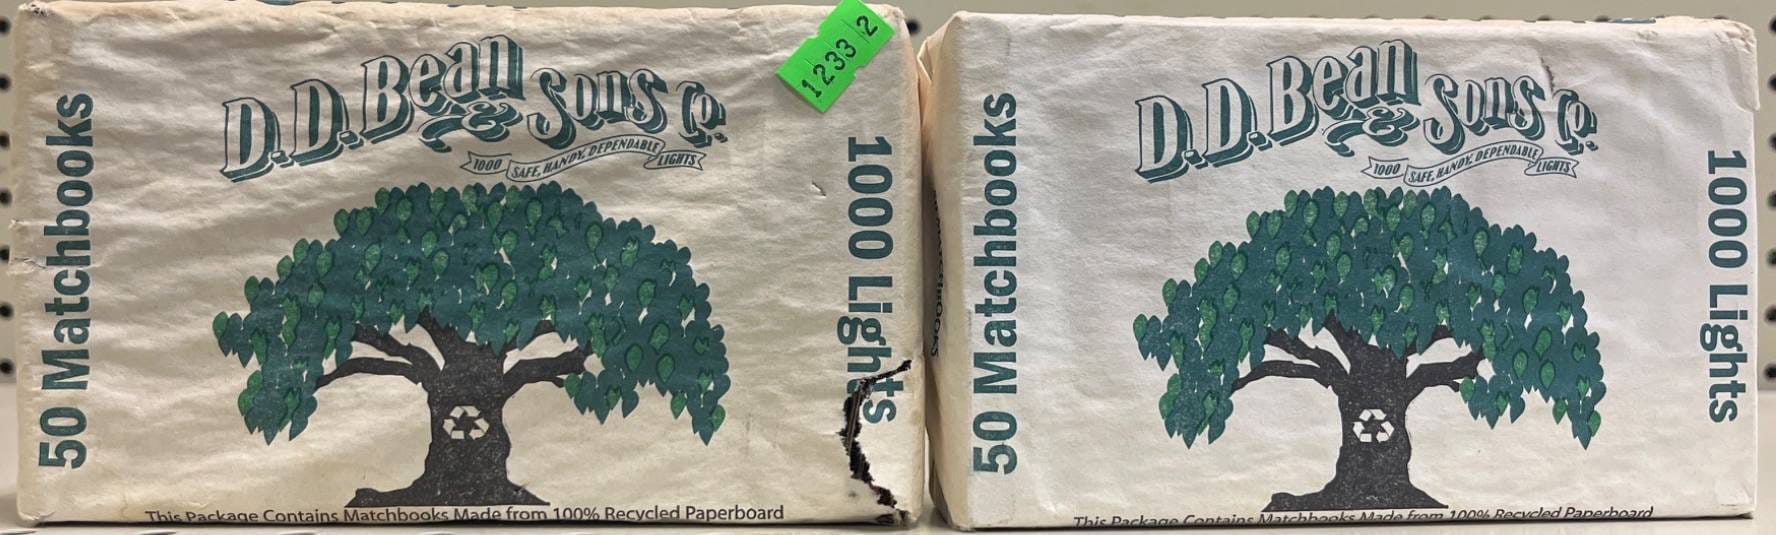 50 Matchbooks
D.D. Bean & Sons Co.
1000 SAFE, HANDY, DEPENDABLE LIGHTS
1000 Lights
12332
This Package Contains Matchbooks Made from 100% Recycled Paperboard
50 Matchbooks
D.D. Bean & Sons Co.
1000 SAFE, HANDY, DEPENDABLE LIGHTS
1000 Lights
This Package Contains Matchbooks Made from 100% Recycled Paperboard